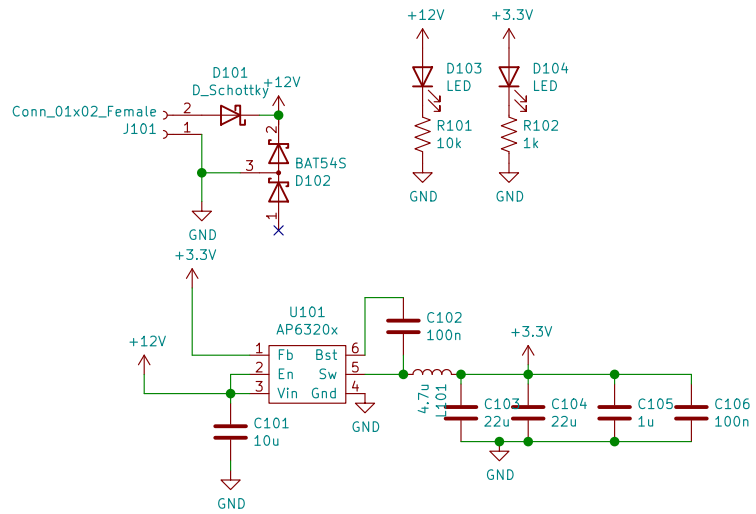 +12V
+3.3V
D101
D_Schottky
+12V
D103
LED
D104
LED
Conn_01x02_Female
2
J101
1
2
R101
10k
R102
1k
3
BAT54S
D102
GND
GND
GND
1
+3.3V
U101
AP6320x
C102
100n
+12V
1 Fb Bst 6
2 En Sw 5
3 Vin Gnd 4
+3.3V
4.7u
L101
C103
22u
C104
22u
C105
1u
C106
100n
C101
10u
GND
GND
GND